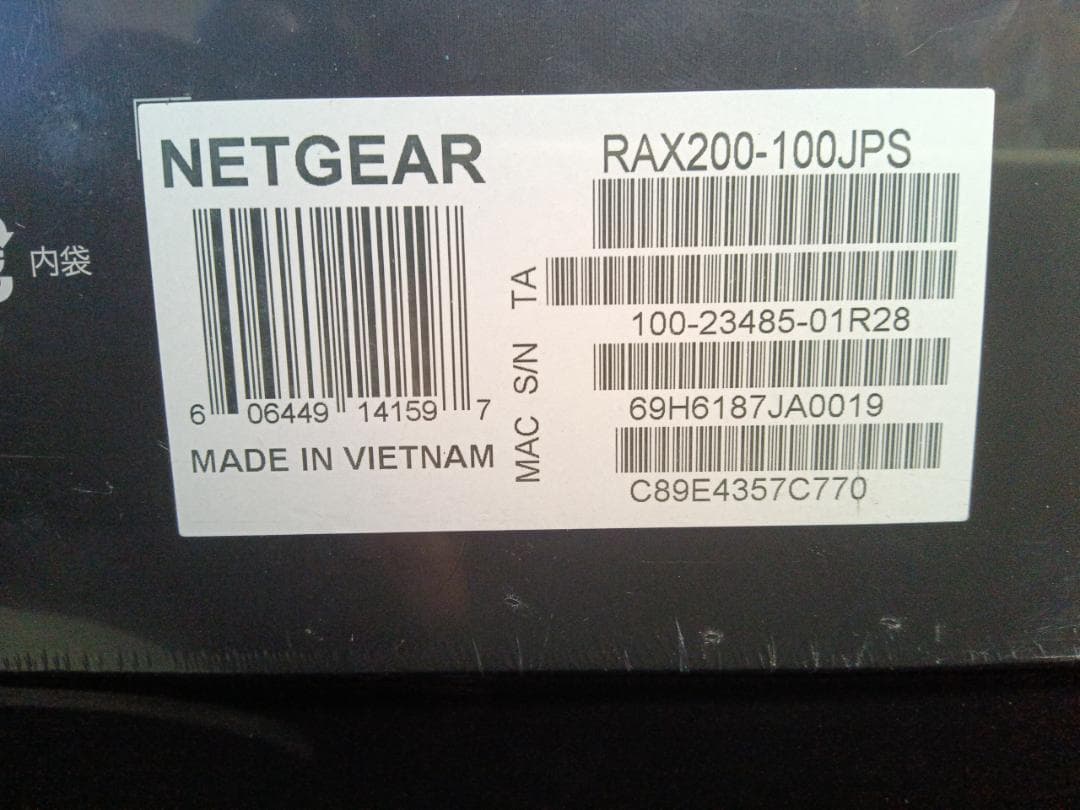 内袋
NETGEAR
6 06449 14159 7
MADE IN VIETNAM
RAX200-100JPS
TA
100-23485-01R28
S/N
69H6187JA0019
MAC
C89E4357C770